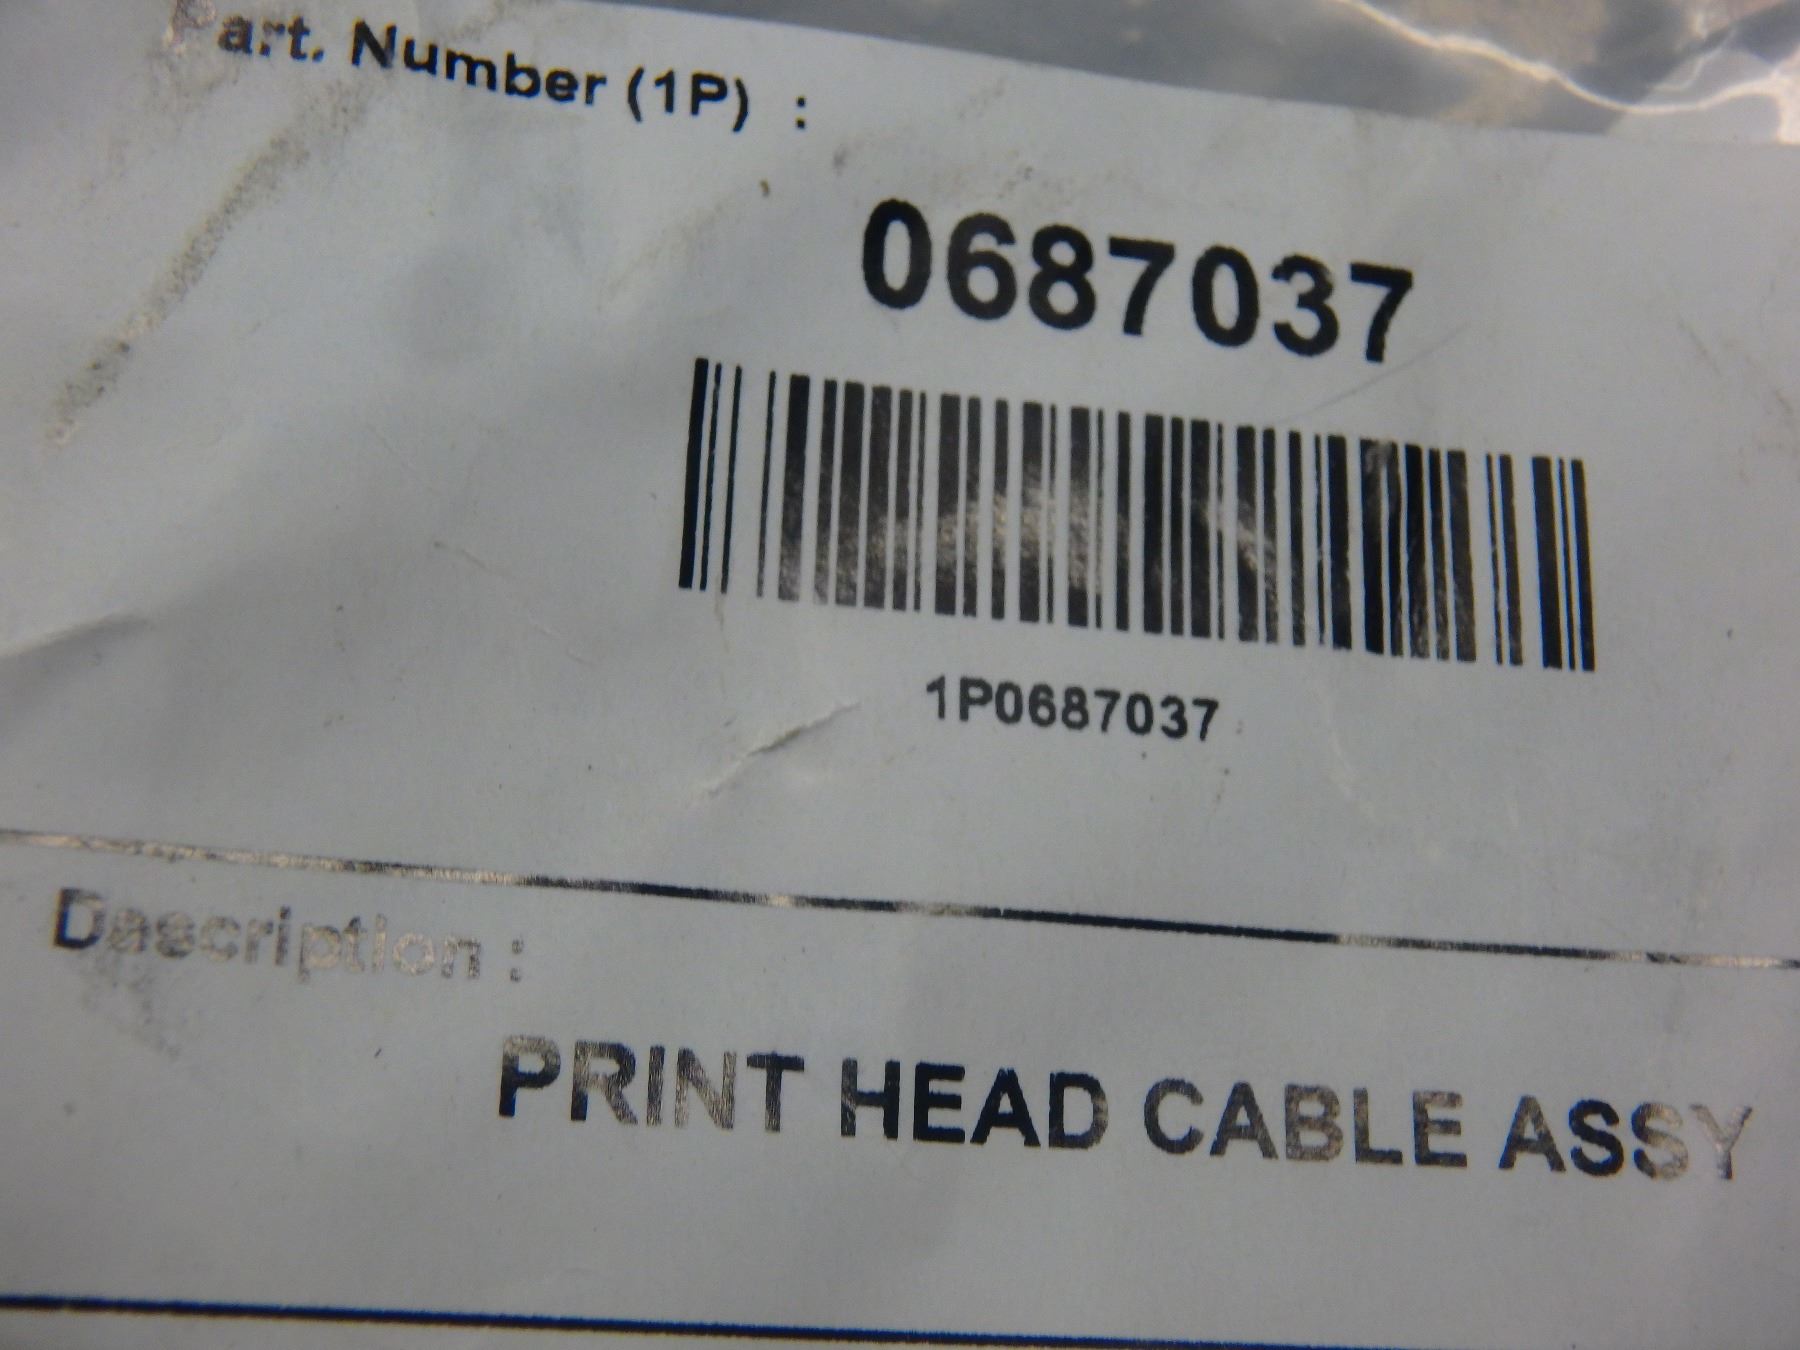 Part. Number (1P) :
0687037
1P0687037
Description :
PRINT HEAD CABLE ASSY